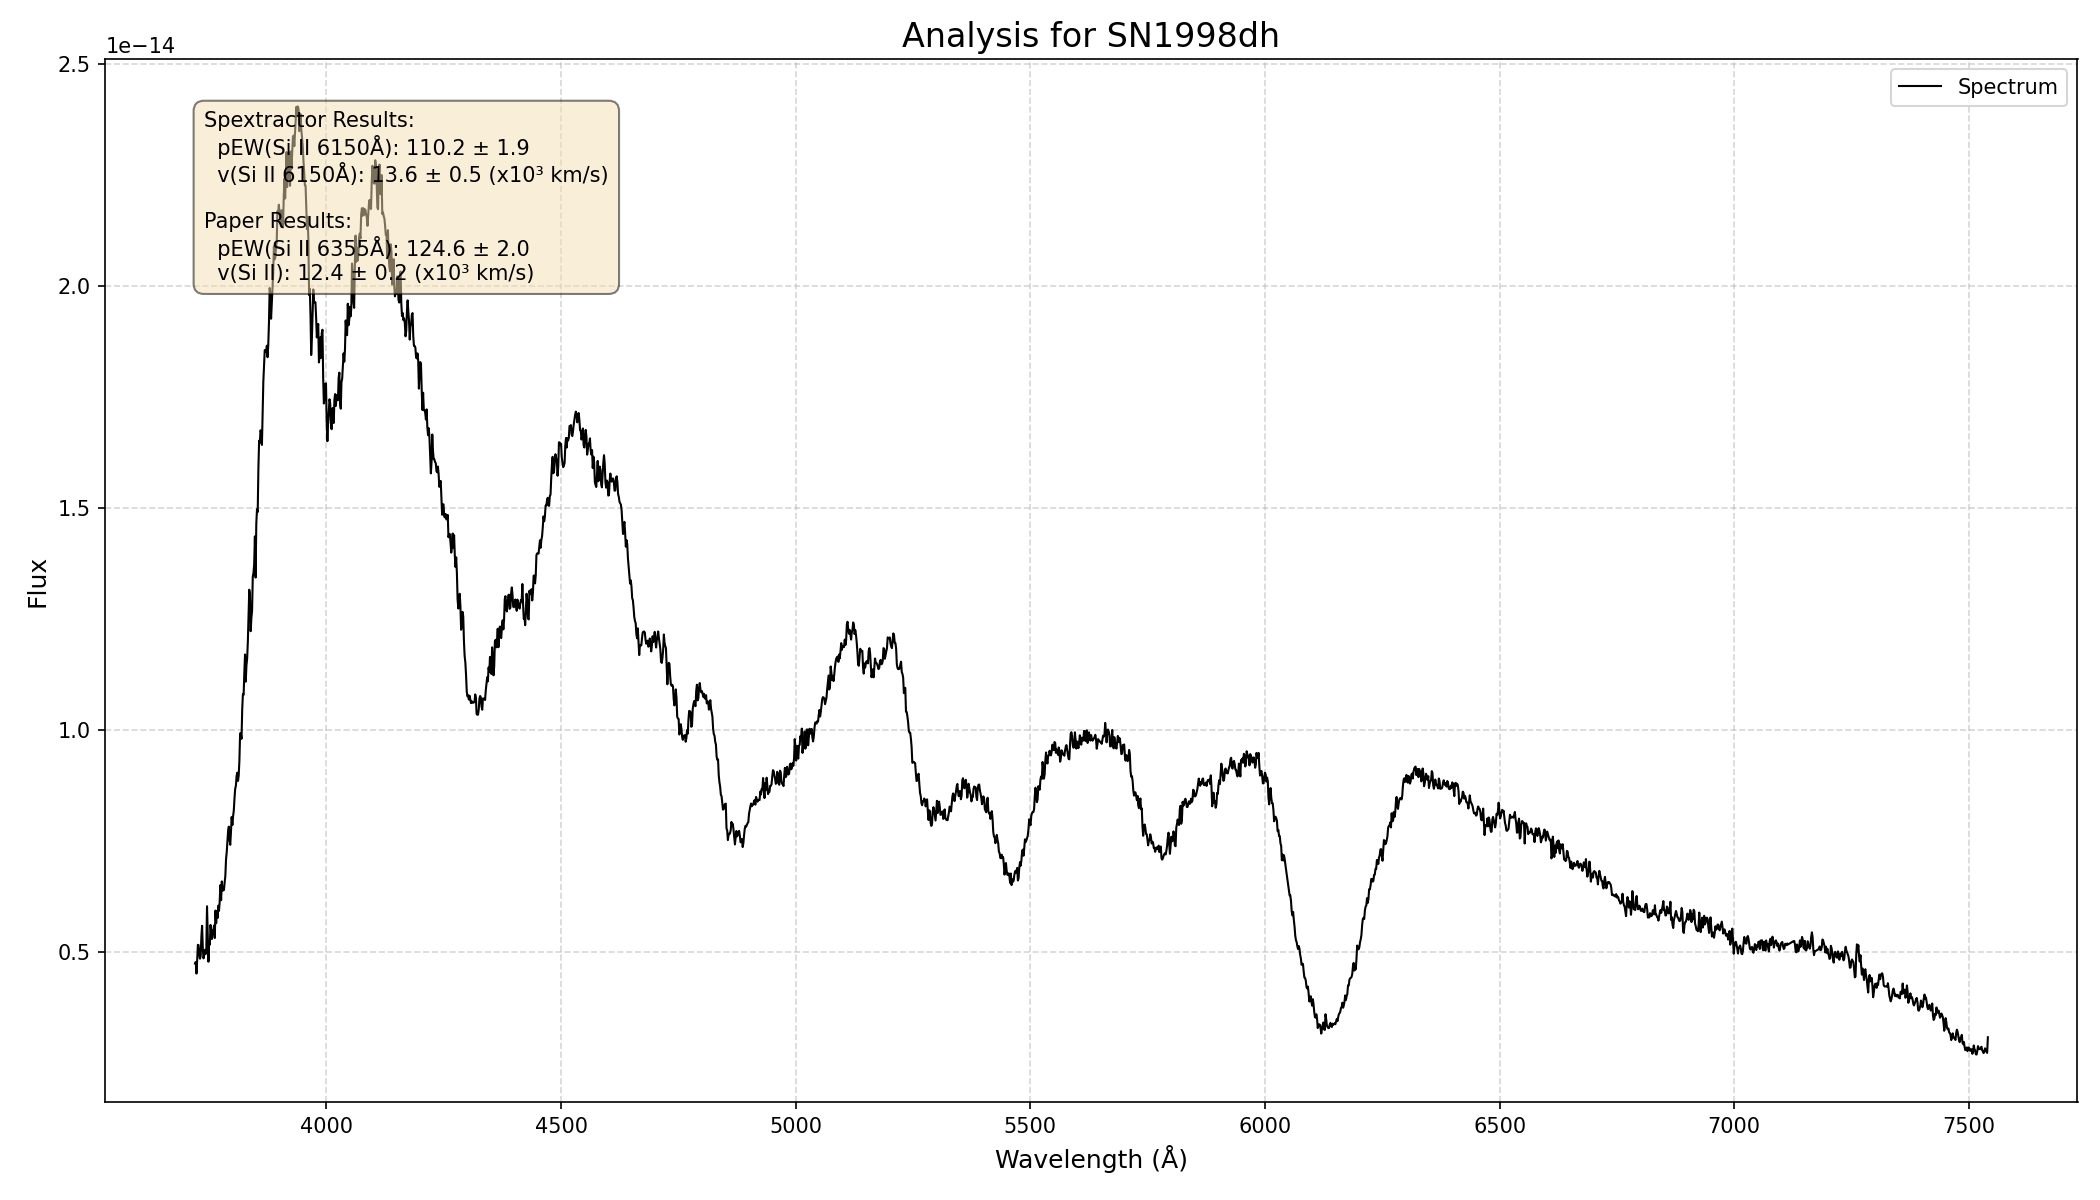 Analysis for SN1998dh
1e−14
Spectrum
Spextractor Results:
pEW(Si II 6150Å): 110.2 ± 1.9
v(Si II 6150Å): 13.6 ± 0.5 (x10³ km/s)
Paper Results:
pEW(Si II 6355Å): 124.6 ± 2.0
v(Si II): 12.4 ± 0.2 (x10³ km/s)
2.5
2.0
1.5
1.0
0.5
Flux
4000 4500 5000 5500 6000 6500 7000 7500
Wavelength (Å)